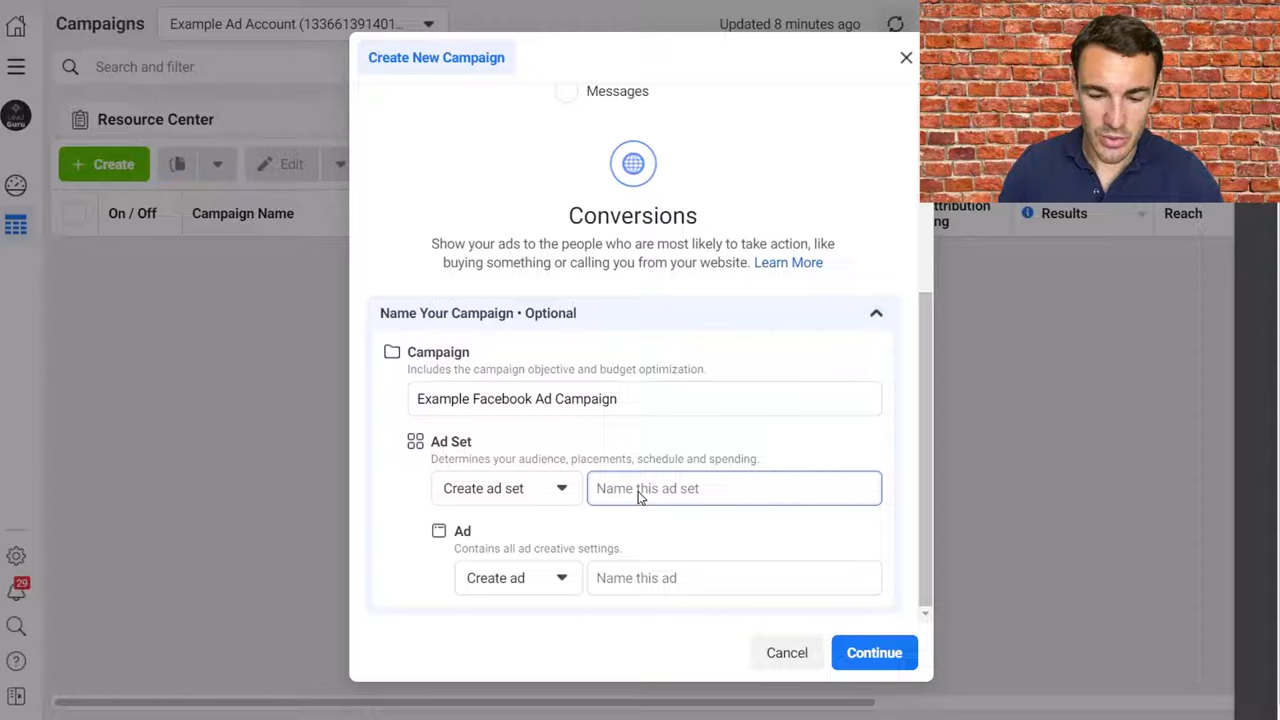 Campaigns
Example Ad Account (133661391401...
Updated 8 minutes ago
Search and filter
Lead
Guru
Resource Center
+ Create
Edit
On / Off
Campaign Name
ttribution
ng
Results
Reach
29
Create New Campaign
Messages
Conversions
Show your ads to the people who are most likely to take action, like
buying something or calling you from your website. Learn More
Name Your Campaign • Optional
Campaign
Includes the campaign objective and budget optimization.
Example Facebook Ad Campaign
Ad Set
Determines your audience, placements, schedule and spending.
Create ad set
Name this ad set
Ad
Contains all ad creative settings.
Create ad
Name this ad
Cancel
Continue